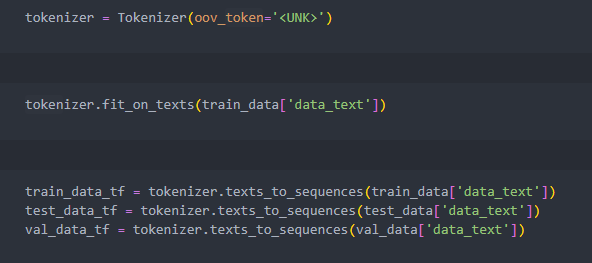 tokenizer = Tokenizer(oov_token='<UNK>')
tokenizer.fit_on_texts(train_data['data_text'])
train_data_tf = tokenizer.texts_to_sequences(train_data['data_text'])
test_data_tf = tokenizer.texts_to_sequences(test_data['data_text'])
val_data_tf = tokenizer.texts_to_sequences(val_data['data_text'])